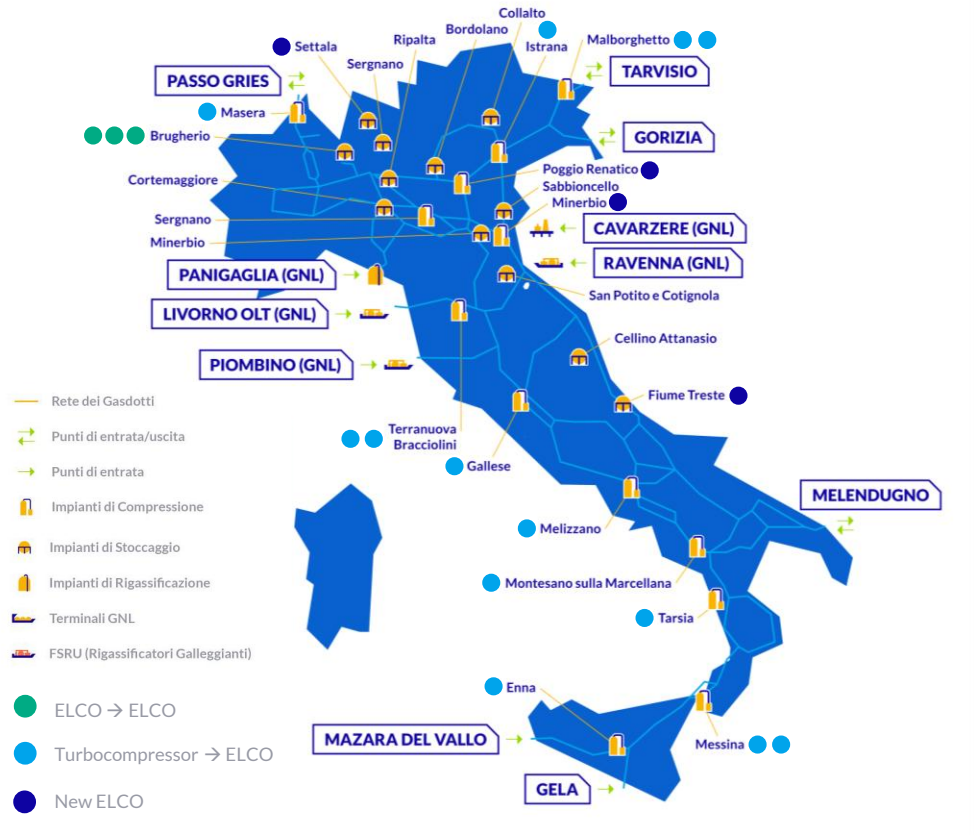 Collalto
Bordolano
Ripalta
Istrana
Malborghetto
Settala
Sergnano
PASSO GRIES
TARVISIO
Masera
Brugherio
GORIZIA
Poggio Renatico
Cortemaggiore
Sabbioncello
Minerbio
Sergnano
CAVARZERE (GNL)
Minerbio
RAVENNA (GNL)
PANIGAGLIA (GNL)
San Potito e Cotignola
LIVORNO OLT (GNL)
Cellino Attanasio
PIOMBINO (GNL)
Fiume Treste
Rete dei Gasdotti
Punti di entrata/uscita
Punti di entrata
Impianti di Compressione
Impianti di Stoccaggio
Impianti di Rigassificazione
Terminali GNL
FSRU (Rigassificatori Galleggianti)
ELCO → ELCO
Turbocompressor → ELCO
New ELCO
Terranuova
Bracciolini
Gallese
MELENDUGNO
Melizzano
Montesano sulla Marcellana
Tarsia
Enna
MAZARA DEL VALLO
Messina
GELA